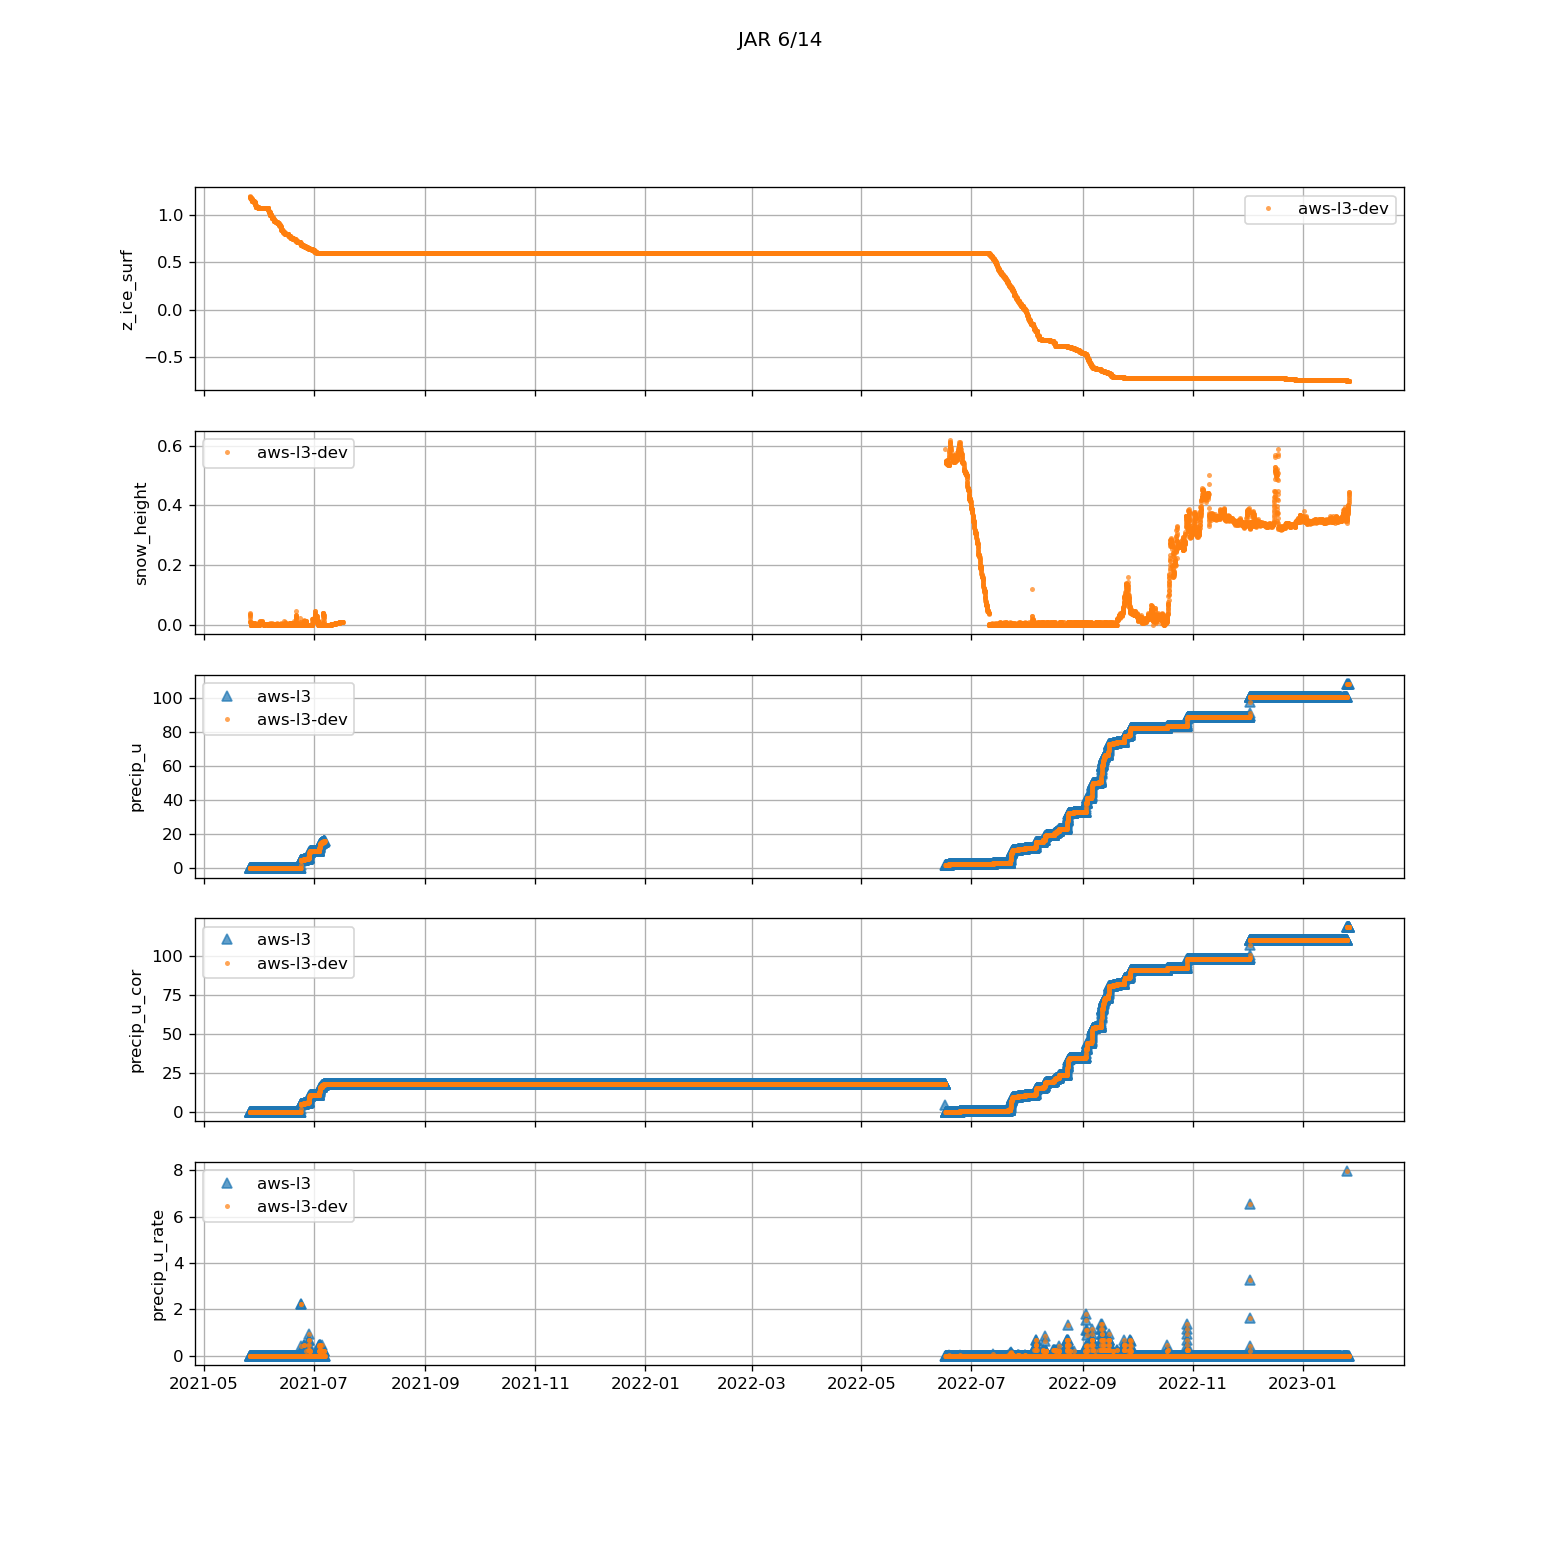 JAR 6/14
z_ice_surf
1.0
0.5
0.0
−0.5
aws-l3-dev
snow_height
0.6
0.4
0.2
0.0
aws-l3-dev
precip_u
100
80
60
40
20
0
aws-l3
aws-l3-dev
precip_u_cor
100
75
50
25
0
aws-l3
aws-l3-dev
precip_u_rate
8
6
4
2
0
aws-l3
aws-l3-dev
2021-05 2021-07 2021-09 2021-11 2022-01 2022-03 2022-05 2022-07 2022-09 2022-11 2023-01